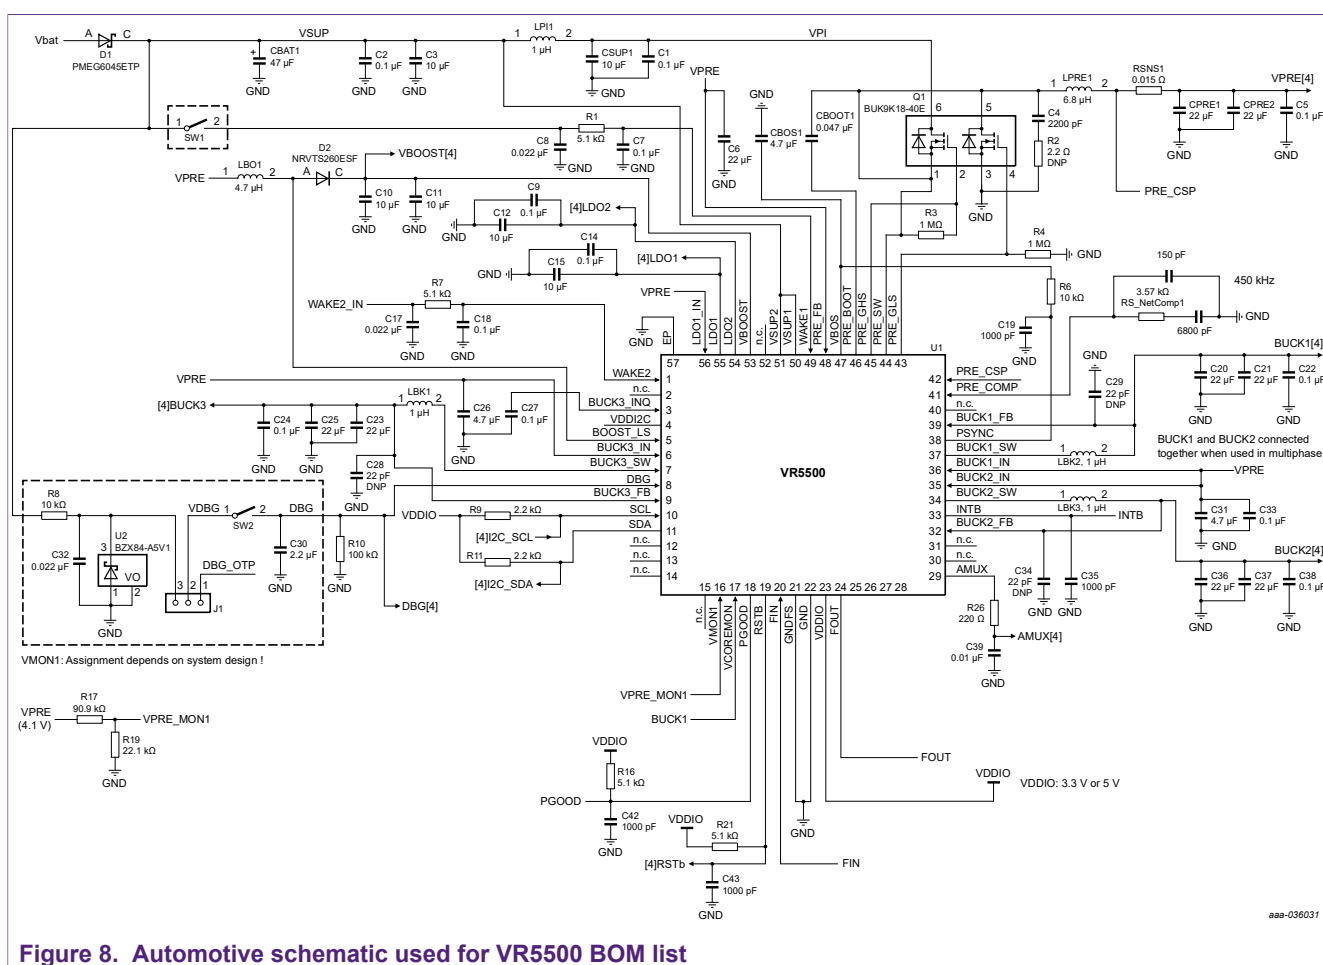 Vbat
A
C
D1
PMEG6045ETP
VSUP
+
CBAT1
47 µF
GND
C2
0.1 µF
GND
C3
10 µF
GND
LPI1
1
2
1 µH
CSUP1
10 µF
C1
0.1 µF
GND
VPI
VPRE
C6
22 µF
GND
GND
CBOS1
4.7 µF
CBOOT1
0.047 µF
Q1
BUK9K18-40E
6
5
1
2
3
4
GND
LPRE1
1
2
6.8 µH
RSNS1
0.015 Ω
VPRE[4]
C4
2200 pF
R2
2.2 Ω
DNP
CPRE1
22 µF
CPRE2
22 µF
C5
0.1 µF
GND
GND
PRE_CSP
1
2
SW1
R1
5.1 kΩ
C8
0.022 µF
GND
C7
0.1 µF
GND
VPRE
LBO1
1
2
4.7 µH
D2
NRVTS260ESF
A
C
VBOOST[4]
C10
10 µF
GND
C11
10 µF
GND
C9
0.1 µF
C12
10 µF
GND
[4]LDO2
C14
0.1 µF
C15
10 µF
GND
[4]LDO1
R3
1 MΩ
R4
1 MΩ
GND
R6
10 kΩ
C19
1000 pF
GND
150 pF
450 kHz
3.57 kΩ
RS_NetComp1
6800 pF
GND
WAKE2_IN
R7
5.1 kΩ
C17
0.022 µF
GND
C18
0.1 µF
GND
VPRE
GND
EP
LDO1_IN
LDO1
LDO2
VBOOST
n.c.
VSUP2
VSUP1
WAKE1
PRE_FB
VBOS
PRE_BOOT
PRE_GHS
PRE_SW
PRE_GLS
57
56
55
54
53
52
51
50
49
48
47
46
45
44
43
U1
VR5500
WAKE2
1
n.c.
2
BUCK3_INQ
3
VDDI2C
4
BOOST_LS
5
BUCK3_IN
6
BUCK3_SW
7
DBG
8
BUCK3_FB
9
SCL
10
SDA
11
n.c.
12
n.c.
13
n.c.
14
42
PRE_CSP
41
PRE_COMP
40
n.c.
39
BUCK1_FB
38
PSYNC
37
BUCK1_SW
36
BUCK1_IN
35
BUCK2_IN
34
BUCK2_SW
33
INTB
32
BUCK2_FB
31
n.c.
30
n.c.
29
AMUX
15
16
17
18
19
20
21
22
23
24
25
26
27
28
n.c.
VMON1
VCOREMON
PGOOD
RSTB
FIN
GNDFS
GND
VDDIO
FOUT
VPRE
[4]BUCK3
LBK1
1
2
1 µH
C24
0.1 µF
GND
C25
22 µF
C23
22 µF
GND
C26
4.7 µF
GND
C27
0.1 µF
C28
22 pF
DNP
GND
VDDIO
R9
2.2 kΩ
[4]I2C_SCL
R11
2.2 kΩ
[4]I2C_SDA
R8
10 kΩ
VDBG
1
2
SW2
DBG
U2
BZX84-A5V1
3
VO
1
2
C32
0.022 µF
GND
DBG_OTP
3
2
1
J1
C30
2.2 µF
GND
R10
100 kΩ
GND
DBG[4]
VMON1: Assignment depends on system design !
VPRE
(4.1 V)
R17
90.9 kΩ
VPRE_MON1
R19
22.1 kΩ
GND
GND
C29
22 pF
DNP
BUCK1[4]
C20
22 µF
C21
22 µF
C22
0.1 µF
GND
GND
GND
BUCK1 and BUCK2 connected
together when used in multiphase
1
2
LBK2, 1 µH
VPRE
1
2
LBK3, 1 µH
INTB
C31
4.7 µF
C33
0.1 µF
GND
BUCK2[4]
C34
22 pF
DNP
GND
C35
1000 pF
GND
C36
22 µF
C37
22 µF
C38
0.1 µF
GND
GND
GND
R26
220 Ω
AMUX[4]
C39
0.01 µF
GND
VPRE_MON1
BUCK1
VDDIO
R16
5.1 kΩ
PGOOD
C42
1000 pF
GND
VDDIO
R21
5.1 kΩ
[4]RSTb
C43
1000 pF
GND
GND
FIN
FOUT
VDDIO
VDDIO: 3.3 V or 5 V
aaa-036031
Figure 8. Automotive schematic used for VR5500 BOM list